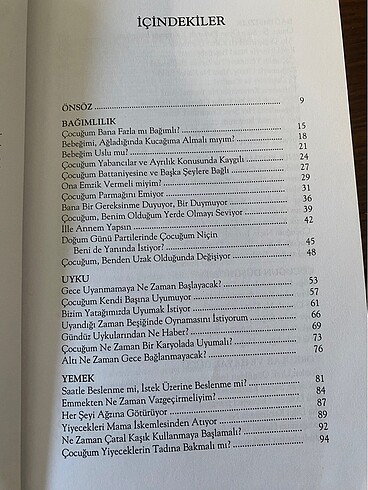 İÇİNDEKİLER
ÖNSÖZ 9
BAĞIMLILIK
Çocuğum Bana Fazla mı Bağımlı? 15
Bebeğimi, Ağladığında Kucağıma Almalı mıyım? 18
Bebeğim Uslu mu? 21
Çocuğum Yabancılar ve Ayrılık Konusunda Kaygılı 24
Çocuğum Battaniyesine ve Başka Şeylere Bağlı 27
Ona Emzik Vermeli miyim? 29
Çocuğum Parmağını Emiyor 31
Bana Bir Gereksinme Duyuyor, Bir Duymuyor 36
Çocuğum, Benim Olduğum Yerde Olmayı Seviyor 39
İlle Annem Yapsın 42
Doğum Günü Partilerinde Çocuğum Niçin
Beni de Yanında İstiyor? 45
Çocuğum, Benden Uzak Olduğunda Değişiyor 48
UYKU
Gece Uyanmamaya Ne Zaman Başlayacak? 53
Çocuğum Kendi Başına Uyumuyor 57
Bizim Yatağımızda Uyumak İstiyor 61
Uyandığı Zaman Beşiğinde Oynamasını İstiyorum 66
Gündüz Uykularından Ne Haber? 69
Çocuğum Ne Zaman Bir Karyolada Uyumalı? 73
Altı Ne Zaman Gece Bağlanmayacak? 76
YEMEK
Saatle Beslenme mi, İstek Üzerine Beslenme mi? 81
Emmekten Ne Zaman Vazgeçirmeliyim? 84
Her Şeyi Ağzına Götürüyor 87
Yiyecekleri Mama İskemlesinden Atıyor 89
Ne Zaman Çatal Kaşık Kullanmaya Başlamalı? 92
Çocuğum Yiyeceklerin Tadına Bakmalı mı? 94